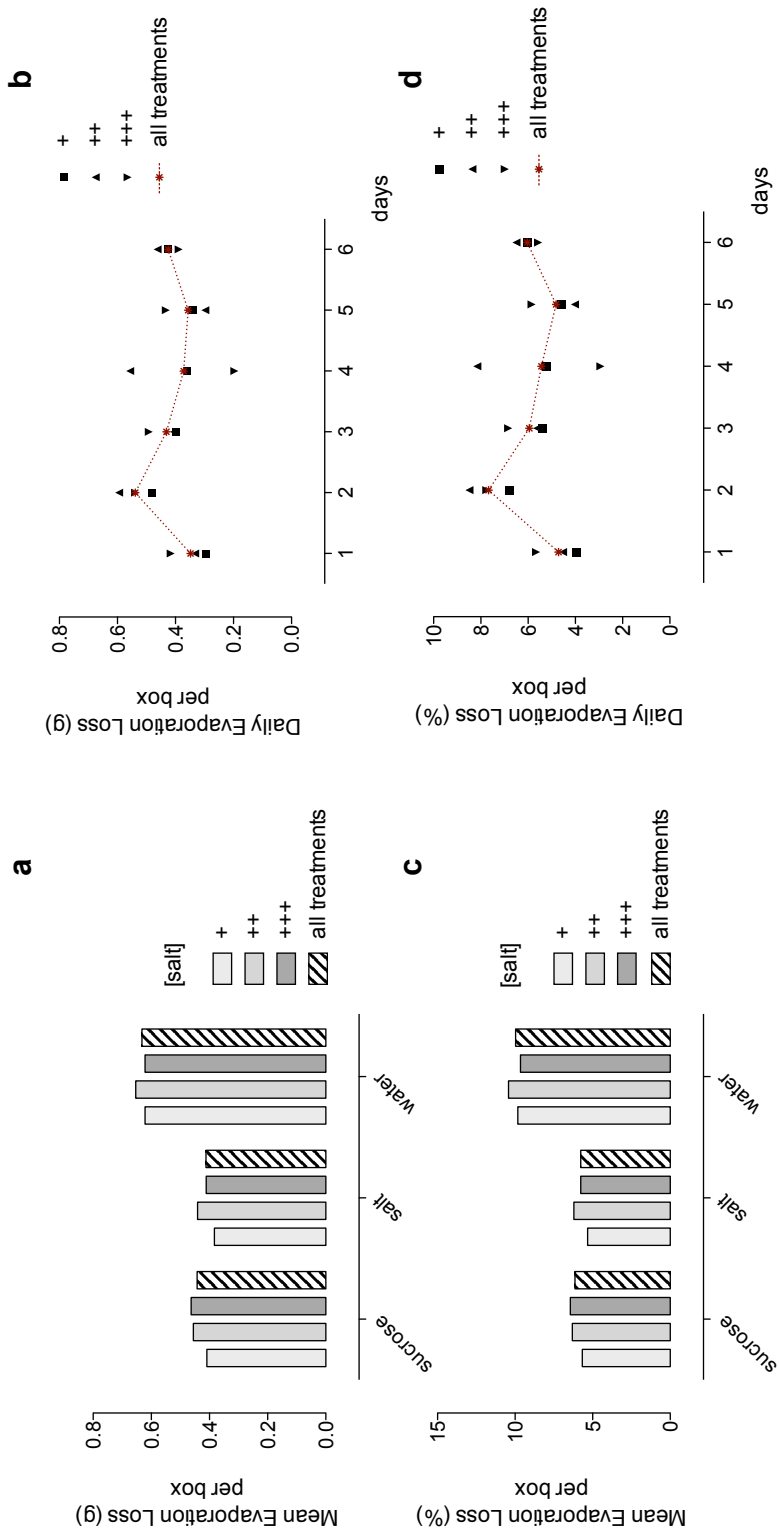 a
Mean Evaporation Loss (g)
per box
0.8
0.6
0.4
0.2
0.0
sucrose
salt
water
[salt]
+
++
+++
all treatments
b
Daily Evaporation Loss (g)
per box
0.8
0.6
0.4
0.2
0.0
1 2 3 4 5 6
days
+
++
+++
all treatments
c
Mean Evaporation Loss (%)
per box
15
10
5
0
sucrose
salt
water
[salt]
+
++
+++
all treatments
d
Daily Evaporation Loss (%)
per box
10
8
6
4
2
0
1 2 3 4 5 6
days
+
++
+++
all treatments